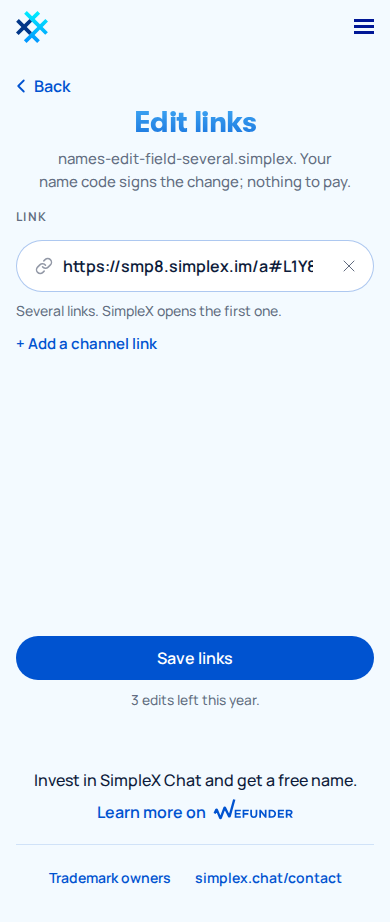 Back
Edit links
names-edit-field-several.simplex. Your
name code signs the change; nothing to pay.
LINK
https://smp8.simplex.im/a#L1Y8
Several links. SimpleX opens the first one.
+ Add a channel link
Save links
3 edits left this year.
Invest in SimpleX Chat and get a free name.
Learn more on WEFUNDER
Trademark owners simplex.chat/contact